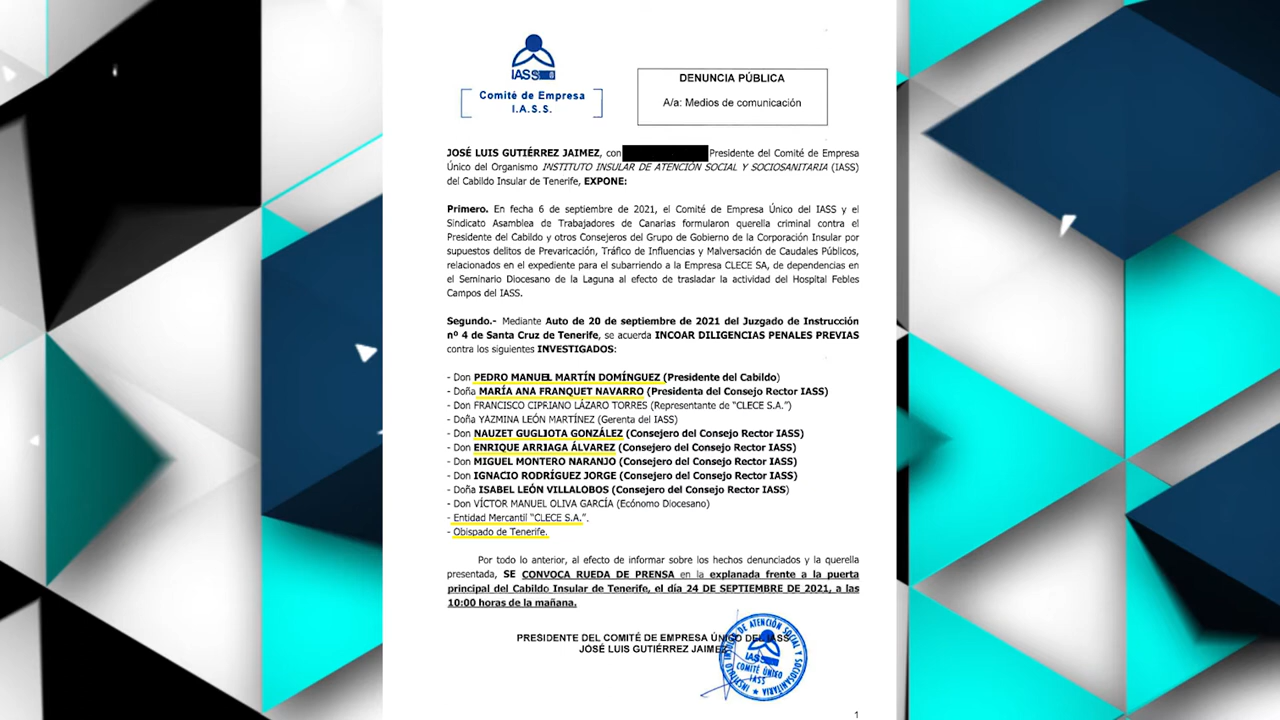 IASS
Comité de Empresa
I.A.S.S.
DENUNCIA PÚBLICA
A/a: Medios de comunicación
JOSÉ LUIS GUTIÉRREZ JAIMEZ, con Presidente del Comité de Empresa
Único del Organismo INSTITUTO INSULAR DE ATENCIÓN SOCIAL Y SOCIOSANITARIA (IASS)
del Cabildo Insular de Tenerife, EXPONE:
Primero. En fecha 6 de septiembre de 2021, el Comité de Empresa Único del IASS y el
Sindicato Asamblea de Trabajadores de Canarias formularon querella criminal contra el
Presidente del Cabildo y otros Consejeros del Grupo de Gobierno de la Corporación Insular por
supuestos delitos de Prevaricación, Tráfico de Influencias y Malversación de Caudales Públicos,
relacionados en el expediente para el subarriendo a la Empresa CLECE SA, de dependencias en
el Seminario Diocesano de la Laguna al efecto de trasladar la actividad del Hospital Febles
Campos del IASS.
Segundo.- Mediante Auto de 20 de septiembre de 2021 del Juzgado de Instrucción
nº 4 de Santa Cruz de Tenerife, se acuerda INCOAR DILIGENCIAS PENALES PREVIAS
contra los siguientes INVESTIGADOS:
- Don PEDRO MANUEL MARTÍN DOMÍNGUEZ (Presidente del Cabildo)
- Doña MARÍA ANA FRANQUET NAVARRO (Presidenta del Consejo Rector IASS)
- Don FRANCISCO CIPRIANO LÁZARO TORRES (Representante de "CLECE S.A.")
- Doña YAZMINA LEÓN MARTÍNEZ (Gerenta del IASS)
- Don NAUZET GUGLIOTA GONZÁLEZ (Consejero del Consejo Rector IASS)
- Don ENRIQUE ARRIAGA ÁLVAREZ (Consejero del Consejo Rector IASS)
- Don MIGUEL MONTERO NARANJO (Consejero del Consejo Rector IASS)
- Don IGNACIO RODRÍGUEZ JORGE (Consejero del Consejo Rector IASS)
- Doña ISABEL LEÓN VILLALOBOS (Consejero del Consejo Rector IASS)
- Don VÍCTOR MANUEL OLIVA GARCÍA (Ecónomo Diocesano)
- Entidad Mercantil "CLECE S.A.".
- Obispado de Tenerife.
Por todo lo anterior, al efecto de informar sobre los hechos denunciados y la querella
presentada, SE CONVOCA RUEDA DE PRENSA en la explanada frente a la puerta
principal del Cabildo Insular de Tenerife, el día 24 DE SEPTIEMBRE DE 2021, a las
10:00 horas de la mañana.
PRESIDENTE DEL COMITÉ DE EMPRESA ÚNICO DEL IASS
JOSÉ LUIS GUTIÉRREZ JAIMEZ
INSTITUTO INSULAR DE ATENCIÓN SOCIAL Y SOCIOSANITARIA
IASS
COMITÉ ÚNICO
IASS
1